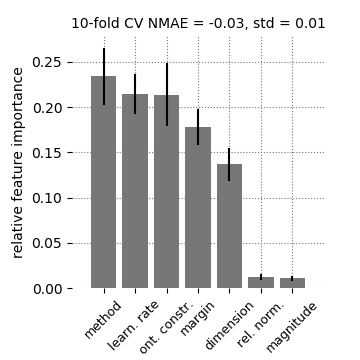 10-fold CV NMAE = -0.03, std = 0.01
relative feature importance
0.25
0.20
0.15
0.10
0.05
0.00
method
learn. rate
ont. constr.
margin
dimension
rel. norm.
magnitude